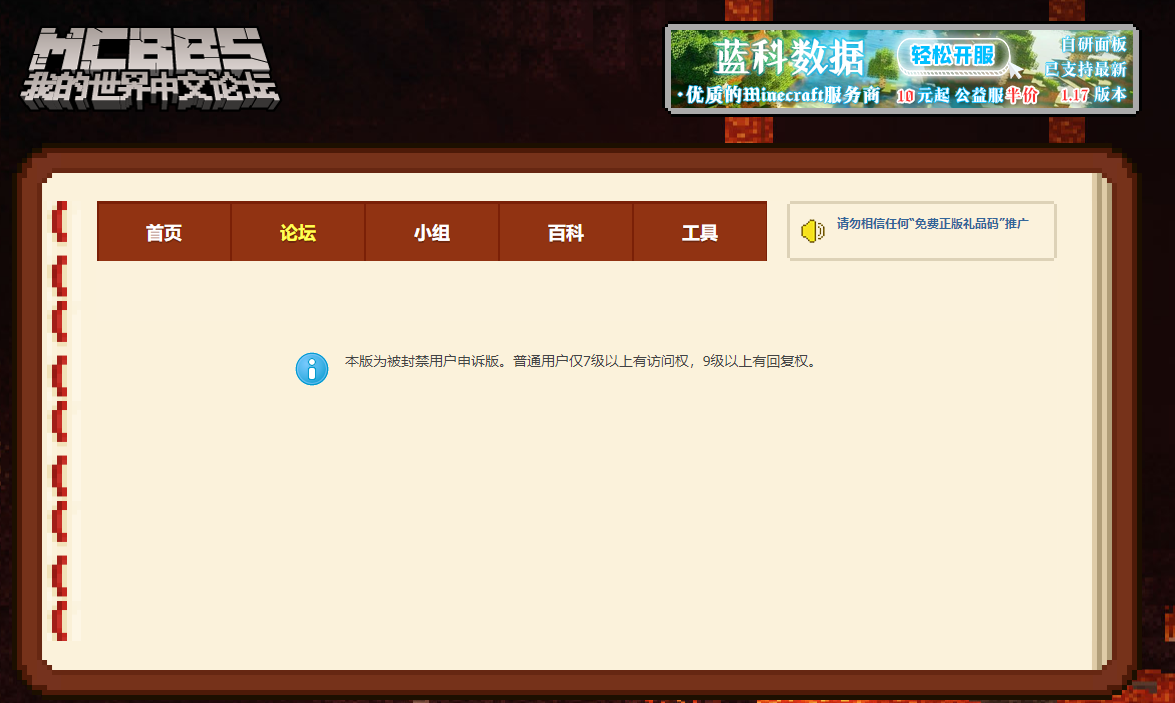 MCBBS
我的世界中文论坛
蓝科数据
轻松开服
自研面板
已支持最新
·优质的Minecraft服务商 10元起 公益服半价 1.17 版本
首页 论坛 小组 百科 工具
请勿相信任何“免费正版礼品码”推广
本版为被封禁用户申诉版。普通用户仅7级以上有访问权，9级以上有回复权。